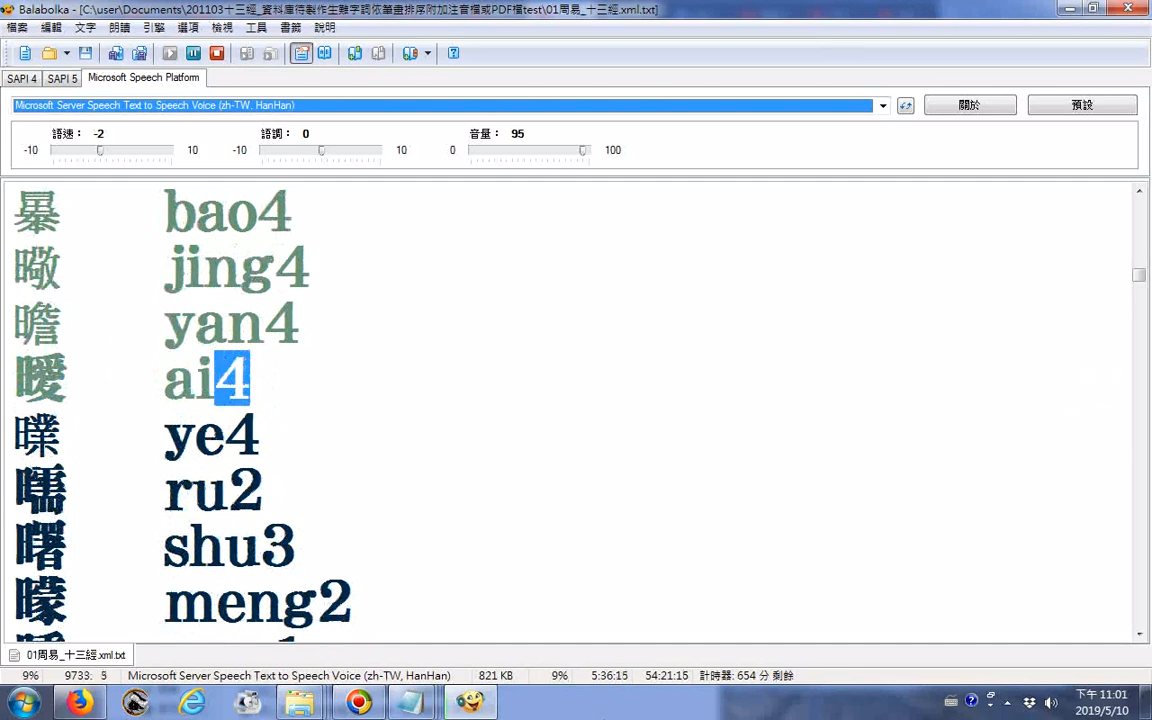 Balabolka - [C:\user\Documents\201103十三經_資料庫待製作生難字詞依筆畫排序附加注音檔或PDF檔test\01周易_十三經.xml.txt]
檔案 編輯 文字 朗讀 引擎 選項 檢視 工具 書籤 說明
SAPI 4 SAPI 5 Microsoft Speech Platform
Microsoft Server Speech Text to Speech Voice (zh-TW, HanHan) 關於 預設
語速： -2 語調： 0 音量： 95
-10 10 -10 10 0 100
暴 bao4
曔 jing4
曕 yan4
曖 ai4
曗 ye4
曘 ru2
曙 shu3
曚 meng2
01周易_十三經.xml.txt
9% 9733: 5 Microsoft Server Speech Text to Speech Voice (zh-TW, HanHan) 821 KB 9% 5:36:15 54:21:15 計時器: 654 分 剩餘
下午 11:01
2019/5/10